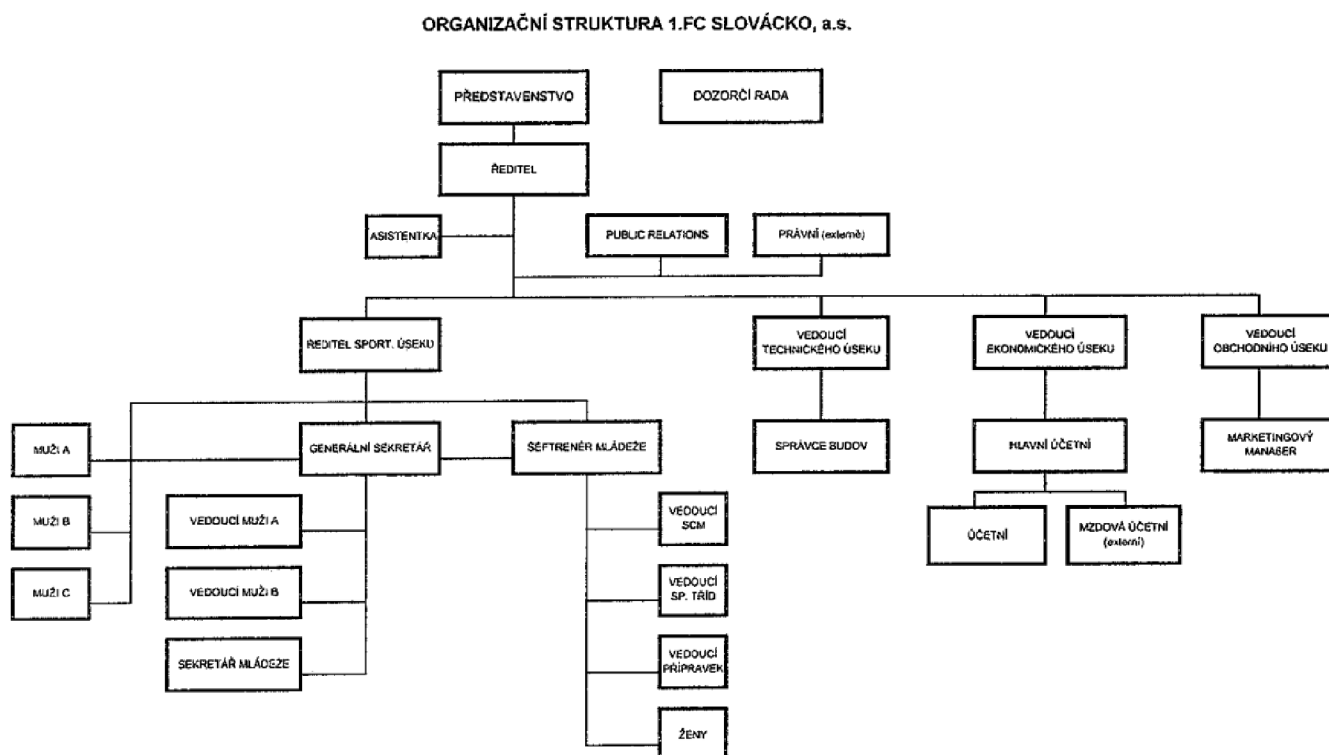 ORGANIZAČNÍ STRUKTURA 1.FC SLOVÁCKO, a.s.
PŘEDSTAVENSTVO
DOZORČÍ RADA
ŘEDITEL
ASISTENTKA
PUBLIC RELATIONS
PRÁVNÍ (externě)
ŘEDITEL SPORT. ÚSEKU
VEDOUCÍ
TECHNICKÉHO ÚSEKU
VEDOUCÍ
EKONOMICKÉHO ÚSEKU
VEDOUCÍ
OBCHODNÍHO ÚSEKU
MUŽI A
GENERÁLNÍ SEKRETÁŘ
ŠÉFTRENÉR MLÁDEŽE
SPRÁVCE BUDOV
HLAVNÍ ÚČETNÍ
MARKETINGOVÝ
MANAŽER
MUŽI B
VEDOUCÍ MUŽI A
VEDOUCÍ
SCM
ÚČETNÍ
MZDOVÁ ÚČETNÍ
(externí)
MUŽI C
VEDOUCÍ MUŽI B
VEDOUCÍ
SP. TŘÍD
SEKRETÁŘ MLÁDEŽE
VEDOUCÍ
PŘÍPRAVEK
ŽENY